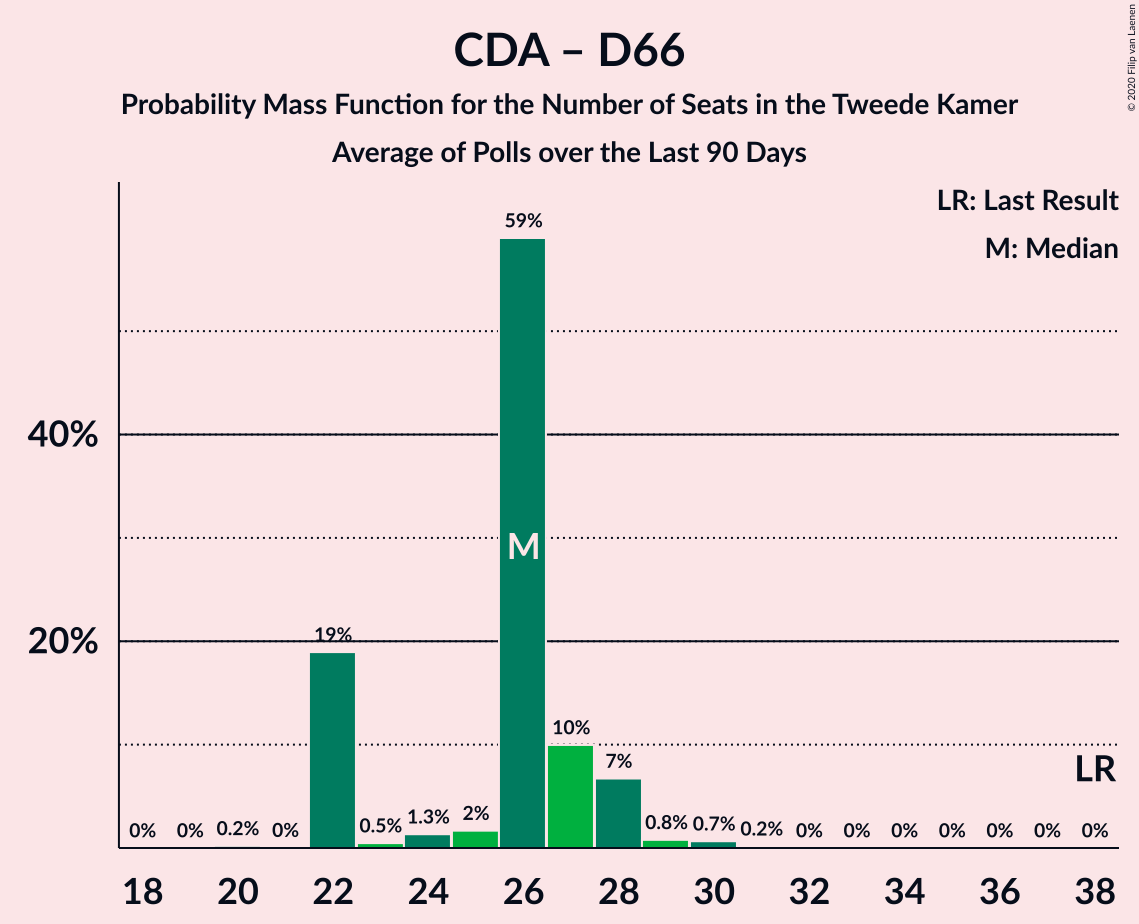 CDA – D66
Probability Mass Function for the Number of Seats in the Tweede Kamer
Average of Polls over the Last 90 Days
© 2020 Filip van Laenen
LR: Last Result
M: Median
59%
40%
M
20%
19%
10%
7%
LR
0% 0% 0.2% 0% 0.5% 1.3% 2% 0.8% 0.7% 0.2% 0% 0% 0% 0% 0% 0% 0%
18 20 22 24 26 28 30 32 34 36 38